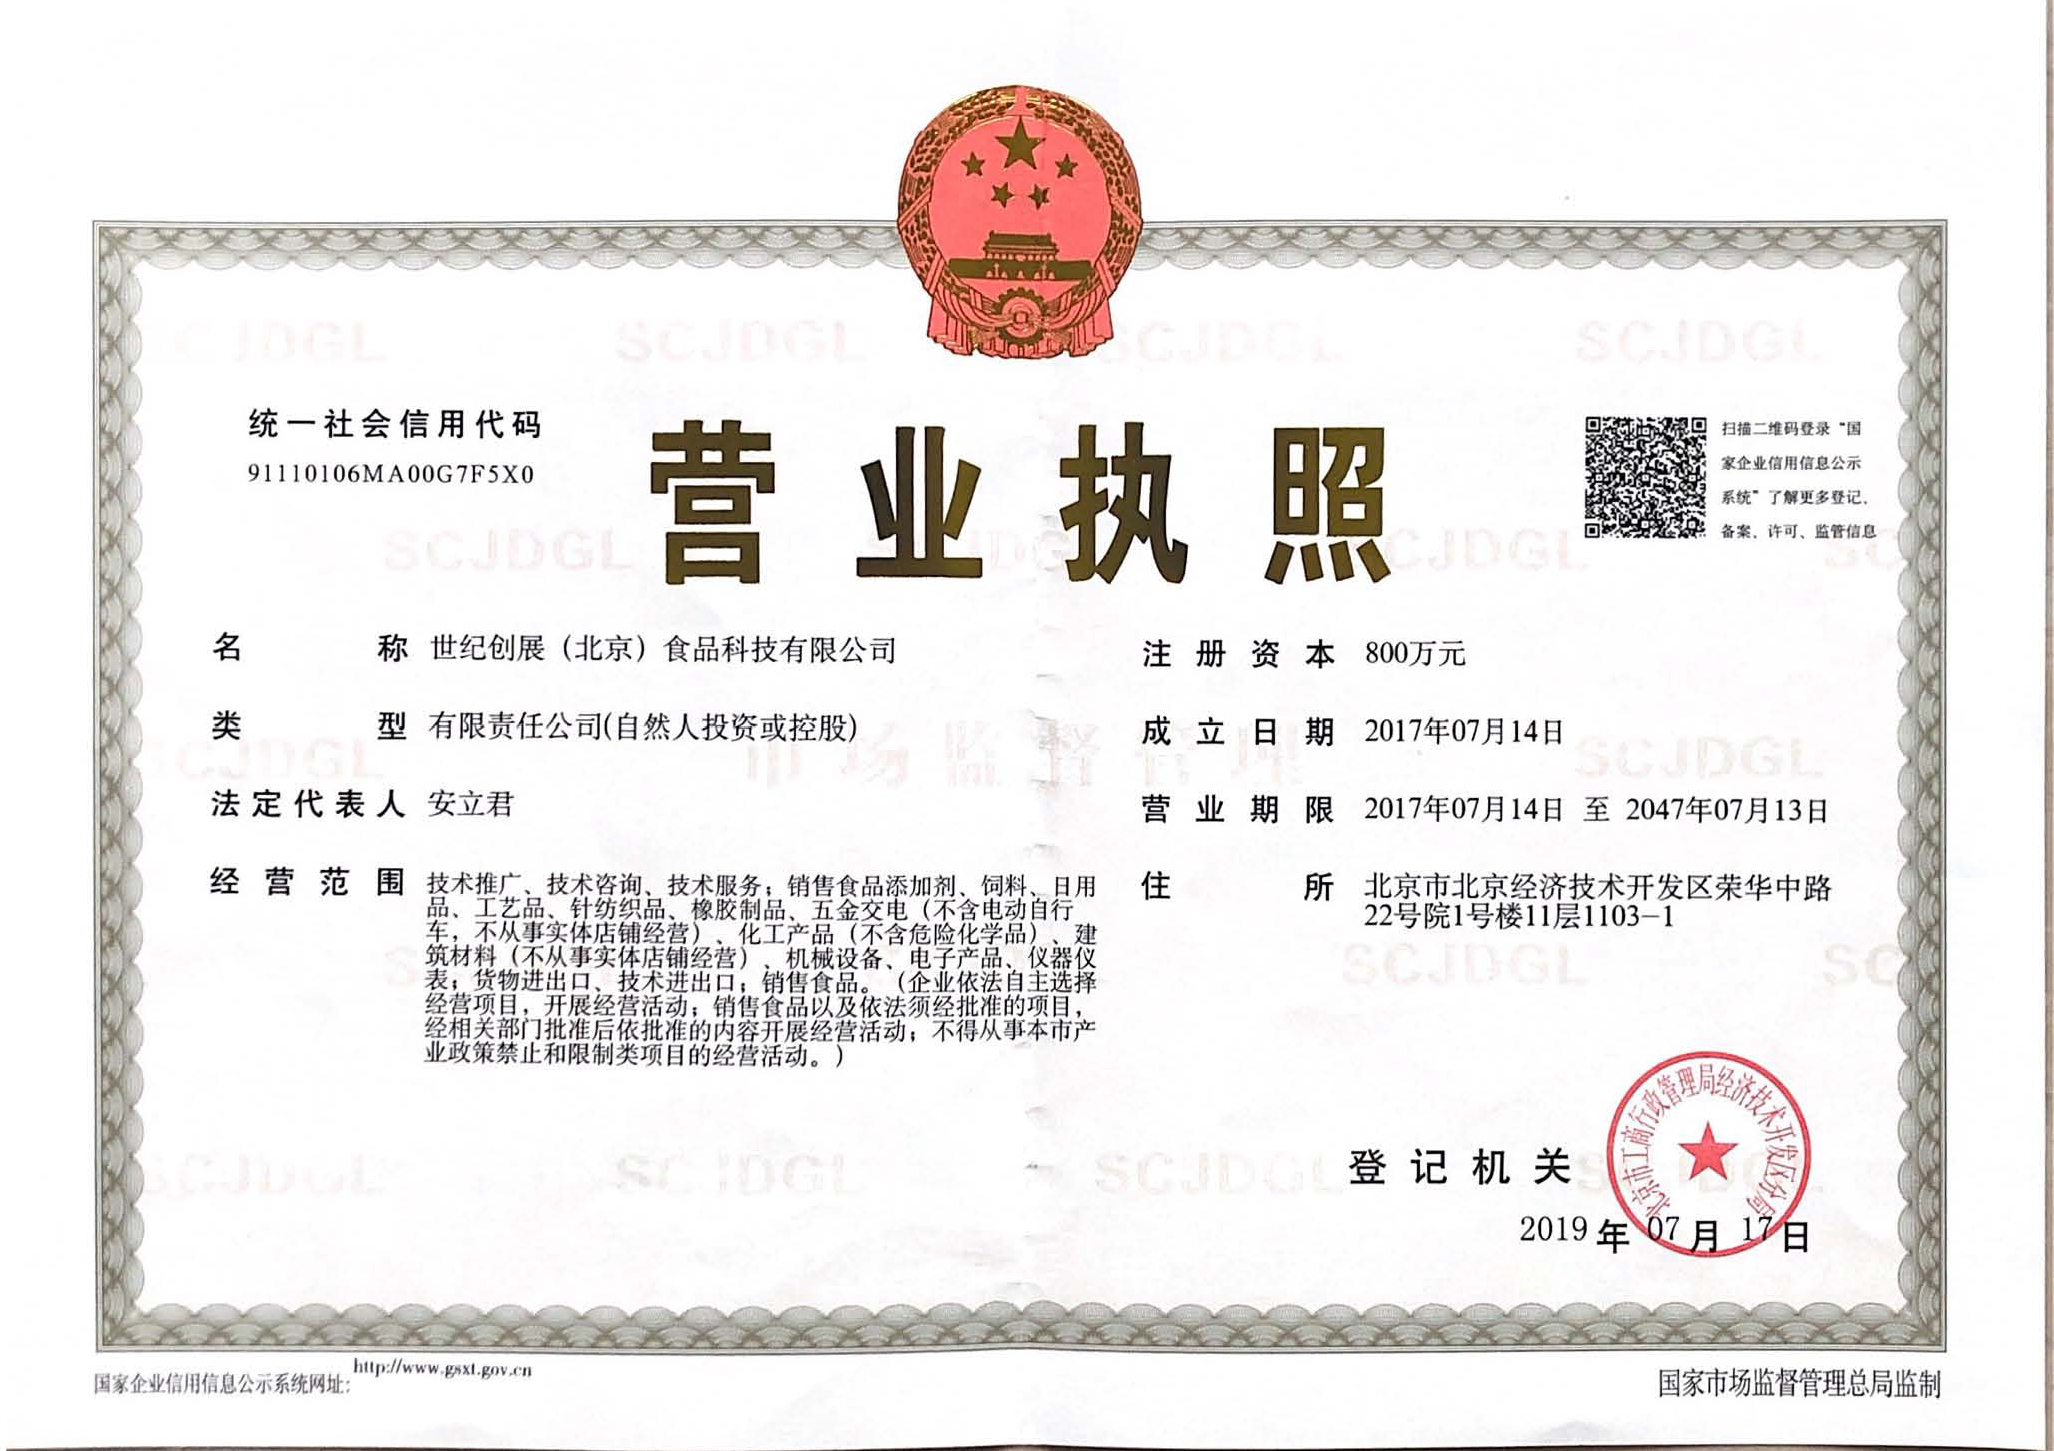 统一社会信用代码
91110106MA00G7F5X0
营业执照
扫描二维码登录“国
家企业信用信息公示
系统”了解更多登记、
备案、许可、监管信息
名称 世纪创展（北京）食品科技有限公司
类型 有限责任公司(自然人投资或控股)
法定代表人 安立君
经营范围 技术推广、技术咨询、技术服务；销售食品添加剂、饲料、日用
品、工艺品、针纺织品、橡胶制品、五金交电（不含电动自行
车，不从事实体店铺经营）、化工产品（不含危险化学品）、建
筑材料（不从事实体店铺经营）、机械设备、电子产品、仪器仪
表；货物进出口、技术进出口；销售食品。（企业依法自主选择
经营项目，开展经营活动；销售食品以及依法须经批准的项目，
经相关部门批准后依批准的内容开展经营活动；不得从事本市产
业政策禁止和限制类项目的经营活动。）
注册资本 800万元
成立日期 2017年07月14日
营业期限 2017年07月14日 至 2047年07月13日
住所 北京市北京经济技术开发区荣华中路
22号院1号楼11层1103-1
登记机关
北京市工商行政管理局经济技术开发区分局
2019年07月17日
国家企业信用信息公示系统网址：http://www.gsxt.gov.cn
国家市场监督管理总局监制
SCJDGL
市场监督管理